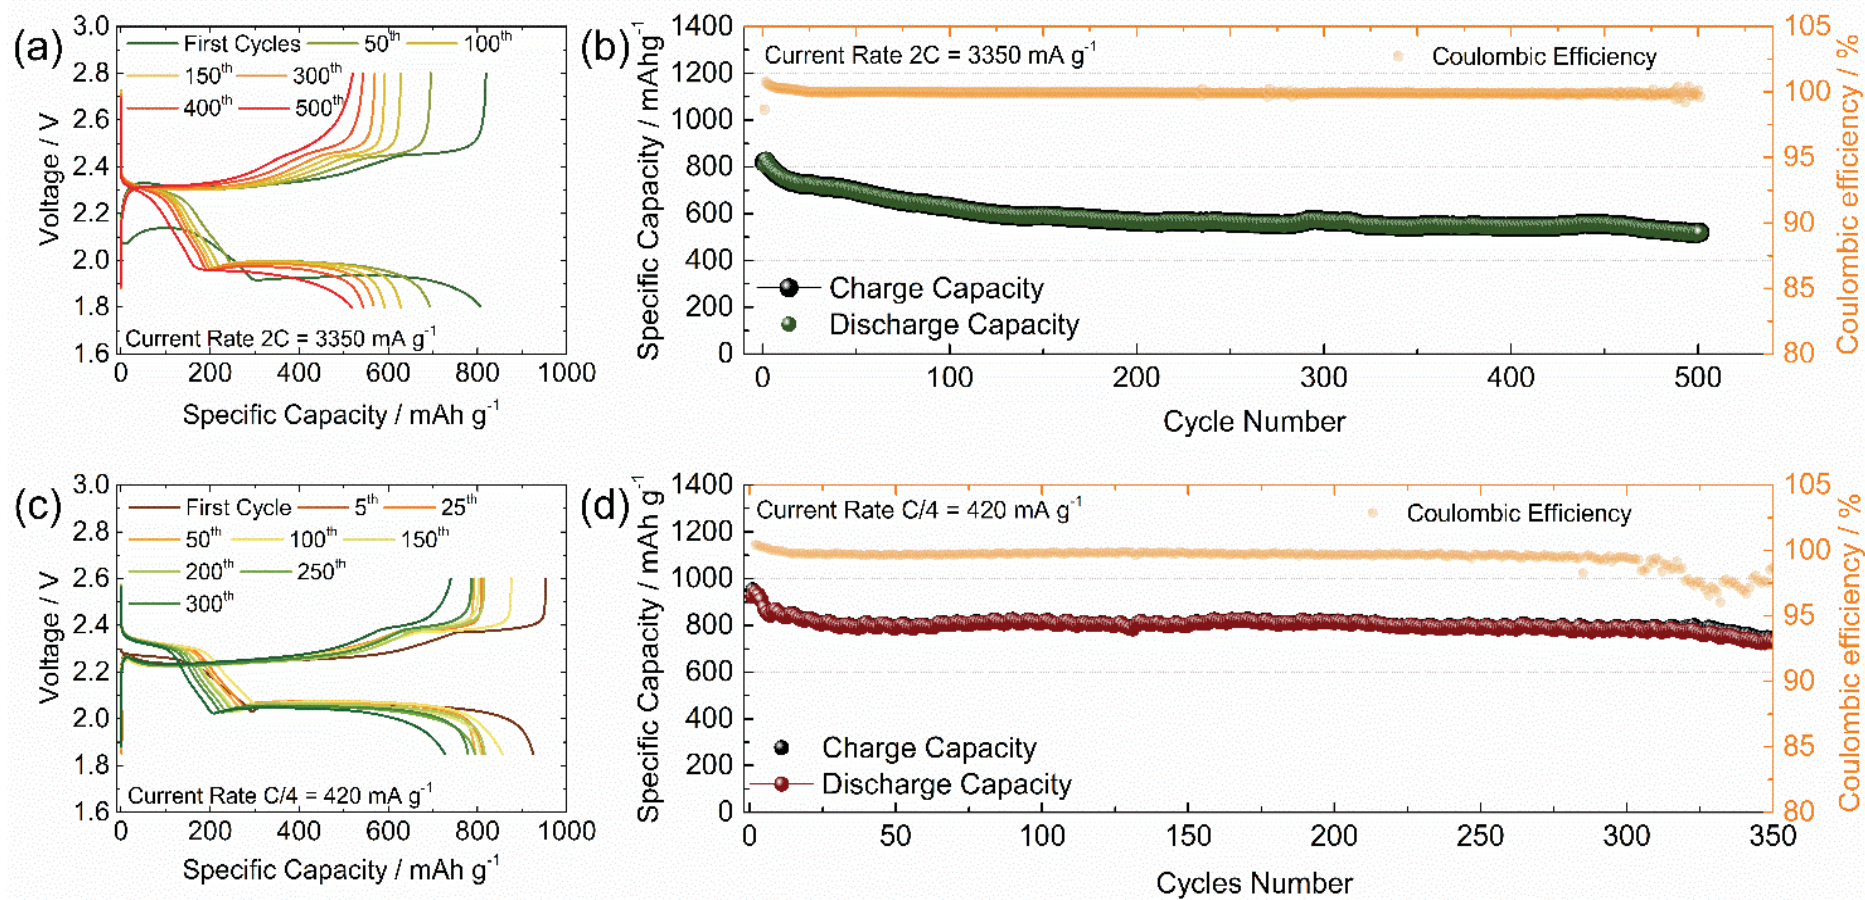 (a)
3.0
2.8
2.6
2.4
2.2
2.0
1.8
1.6
Voltage / V
First Cycles 50th 100th
150th 300th
400th 500th
Current Rate 2C = 3350 mA g-1
0 200 400 600 800 1000
Specific Capacity / mAh g-1
(b)
1400
1200
1000
800
600
400
200
0
Specific Capacity / mAhg-1
Current Rate 2C = 3350 mA g-1
Coulombic Efficiency
Charge Capacity
Discharge Capacity
105
100
95
90
85
80
Coulombic efficiency / %
0 100 200 300 400 500
Cycle Number
(c)
3.0
2.8
2.6
2.4
2.2
2.0
1.8
1.6
Voltage / V
First Cycle 5th 25th
50th 100th 150th
200th 250th
300th
Current Rate C/4 = 420 mA g-1
0 200 400 600 800 1000
Specific Capacity / mAh g-1
(d)
1400
1200
1000
800
600
400
200
0
Specific Capacity / mAh g-1
Current Rate C/4 = 420 mA g-1
Coulombic Efficiency
Charge Capacity
Discharge Capacity
105
100
95
90
85
80
Coulombic efficiency / %
0 50 100 150 200 250 300 350
Cycles Number